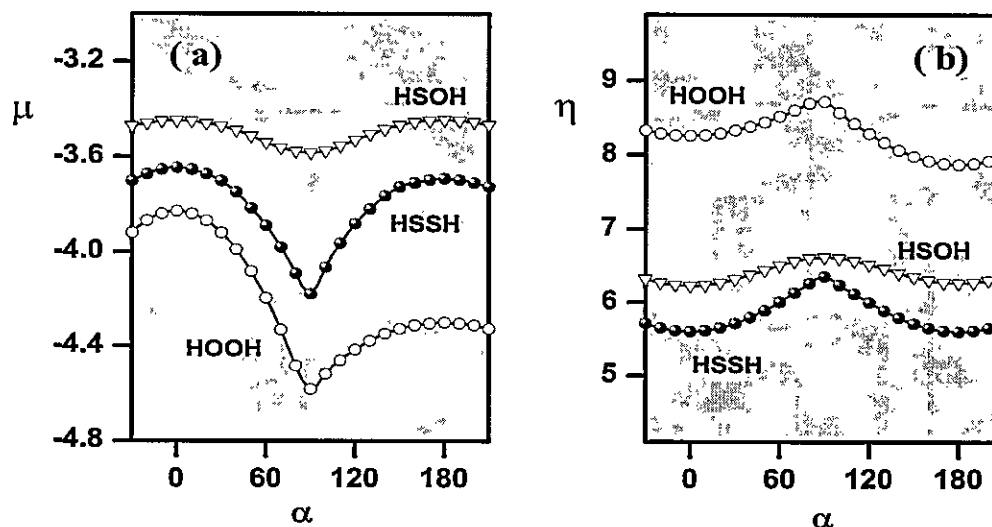 (a)
-3.2
-3.6
-4.0
-4.4
-4.8
μ
HSOH
HSSH
HOOH
0 60 120 180
α
(b)
9
8
7
6
5
η
HOOH
HSOH
HSSH
0 60 120 180
α